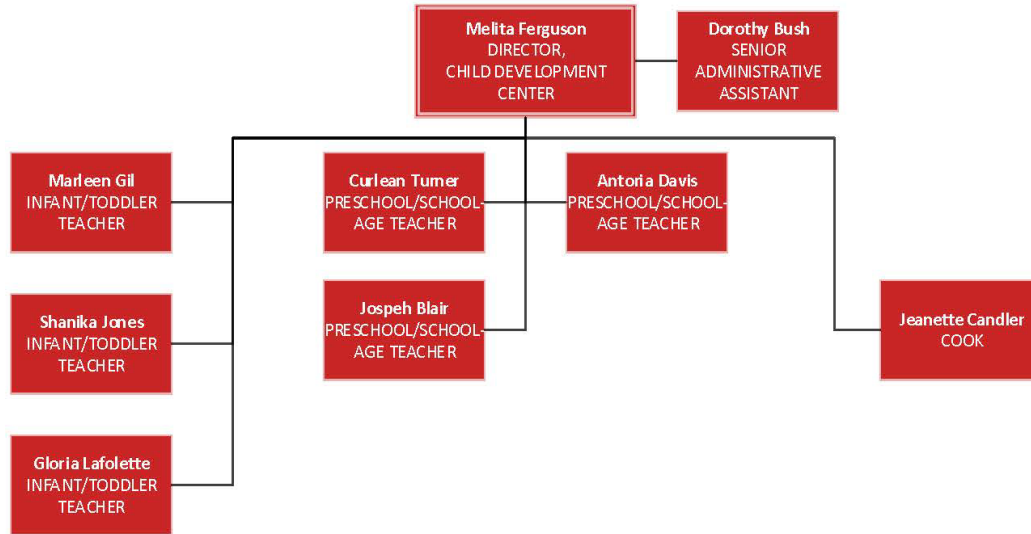 Melita Ferguson
DIRECTOR,
CHILD DEVELOPMENT
CENTER
Dorothy Bush
SENIOR
ADMINISTRATIVE
ASSISTANT
Marleen Gil
INFANT/TODDLER
TEACHER
Curlean Turner
PRESCHOOL/SCHOOL-
AGE TEACHER
Antoria Davis
PRESCHOOL/SCHOOL-
AGE TEACHER
Shanika Jones
INFANT/TODDLER
TEACHER
Jospeh Blair
PRESCHOOL/SCHOOL-
AGE TEACHER
Jeanette Candler
COOK
Gloria Lafolette
INFANT/TODDLER
TEACHER